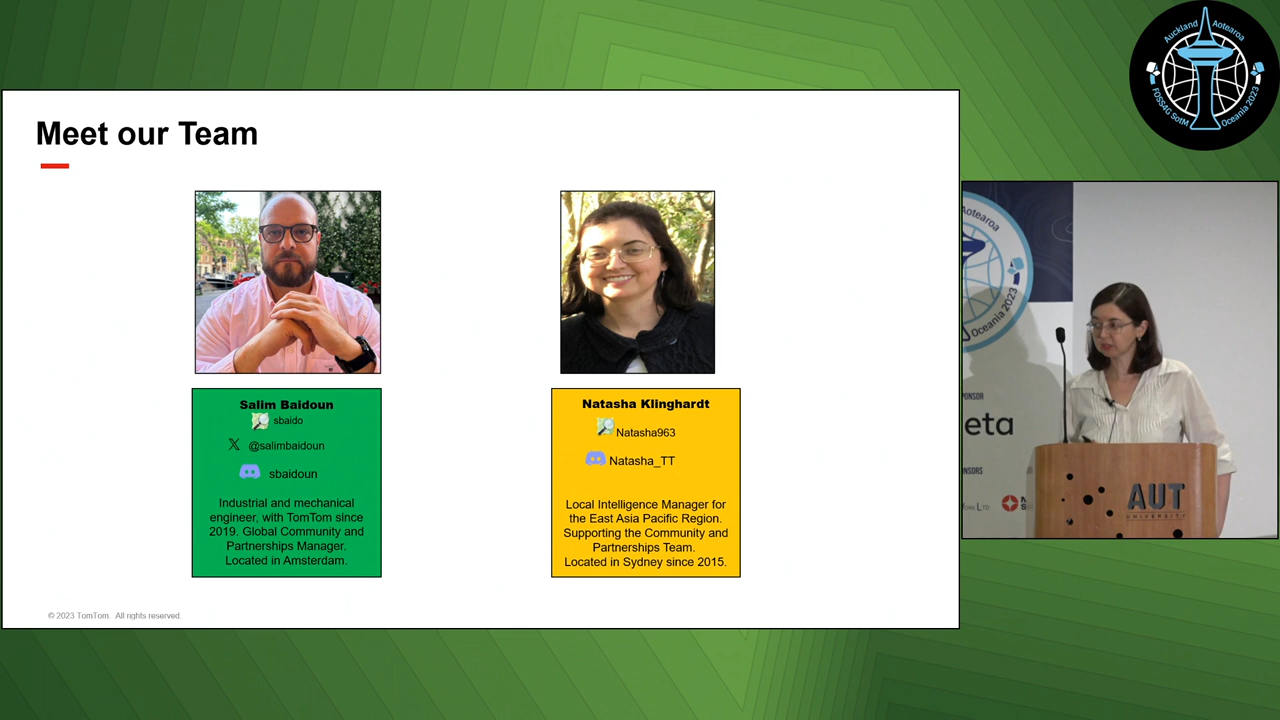 Auckland Aotearoa
FOSS4G SotM Oceania 2023
Meet our Team
Salim Baidoun
sbaido
@salimbaidoun
sbaidoun
Industrial and mechanical
engineer, with TomTom since
2019. Global Community and
Partnerships Manager.
Located in Amsterdam.
Natasha Klinghardt
Natasha963
Natasha_TT
Local Intelligence Manager for
the East Asia Pacific Region.
Supporting the Community and
Partnerships Team.
Located in Sydney since 2015.
© 2023 TomTom. All rights reserved.
Aotearoa
Oceania 2023
eta
AUT
UNIVERSITY